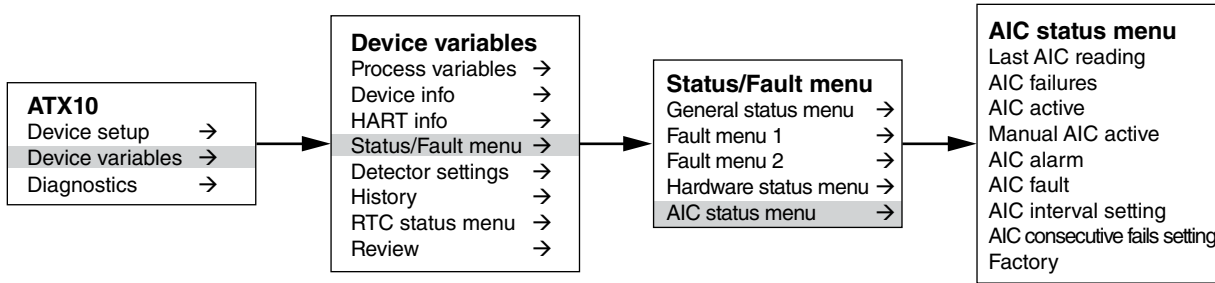 ATX10
Device setup →
Device variables →
Diagnostics →
Device variables
Process variables →
Device info →
HART info →
Status/Fault menu →
Detector settings →
History →
RTC status menu →
Review →
Status/Fault menu
General status menu →
Fault menu 1 →
Fault menu 2 →
Hardware status menu →
AIC status menu →
AIC status menu
Last AIC reading
AIC failures
AIC active
Manual AIC active
AIC alarm
AIC fault
AIC interval setting
AIC consecutive fails setting
Factory